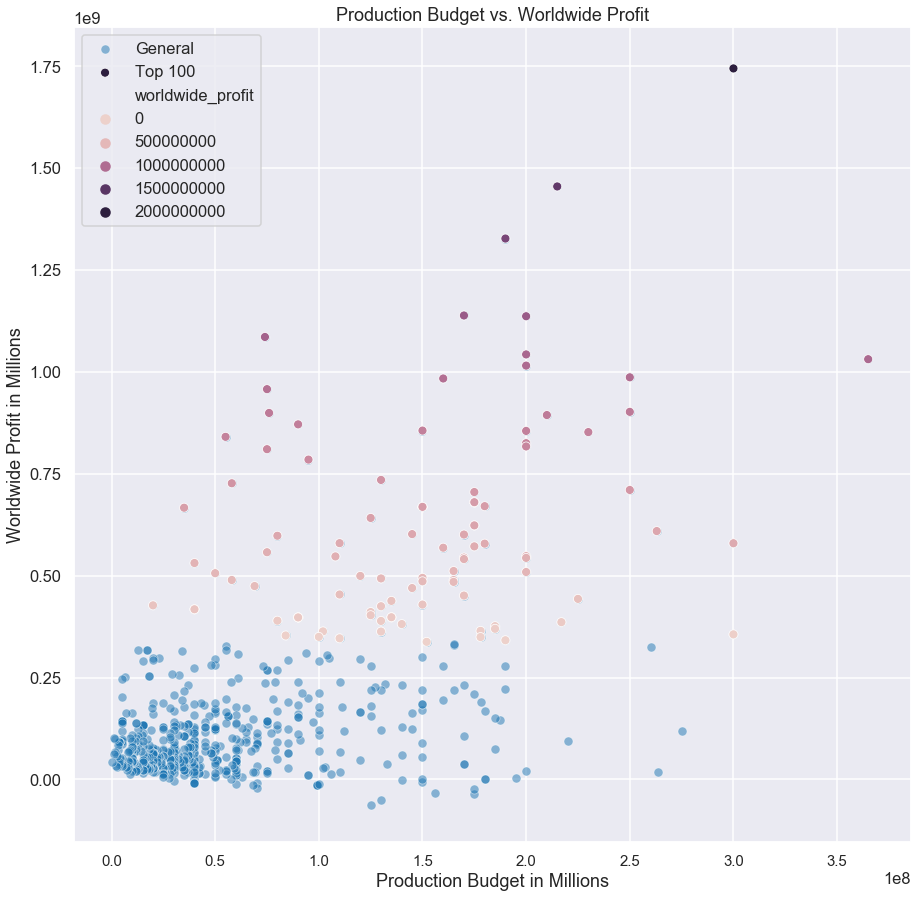 Production Budget vs. Worldwide Profit
1e9
General
Top 100
worldwide_profit
0
500000000
1000000000
1500000000
2000000000
1.75
1.50
1.25
1.00
0.75
0.50
0.25
0.00
Worldwide Profit in Millions
0.0 0.5 1.0 1.5 2.0 2.5 3.0 3.5
1e8
Production Budget in Millions